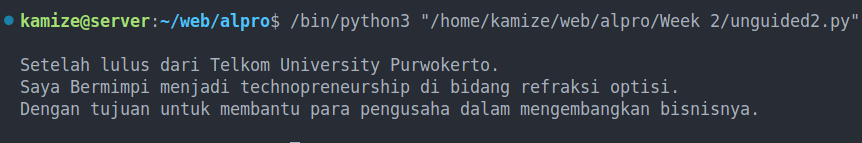 kamize@server:~/web/alpro$ /bin/python3 "/home/kamize/web/alpro/Week 2/unguided2.py"
Setelah lulus dari Telkom University Purwokerto.
Saya Bermimpi menjadi technopreneurship di bidang refraksi optisi.
Dengan tujuan untuk membantu para pengusaha dalam mengembangkan bisnisnya.